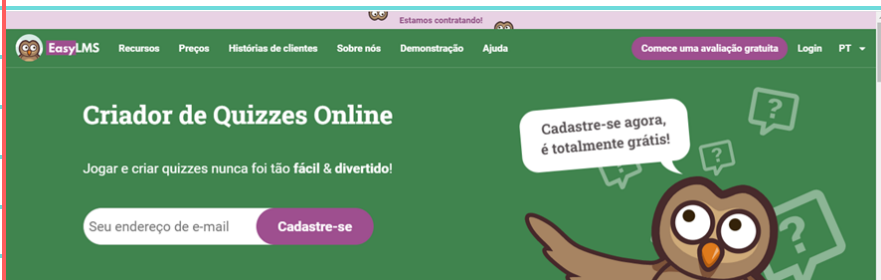 Estamos contratando!
EasyLMS Recursos Preços Histórias de clientes Sobre nós Demonstração Ajuda Comece uma avaliação gratuita Login PT
Criador de Quizzes Online
Jogar e criar quizzes nunca foi tão fácil & divertido!
Seu endereço de e-mail Cadastre-se
Cadastre-se agora,
é totalmente grátis!
? 
?
?
?